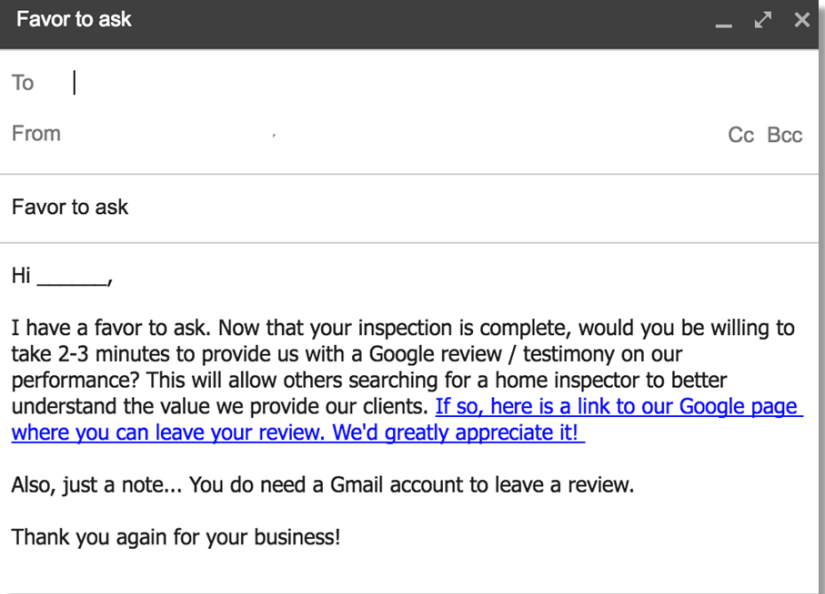 Favor to ask
To
From
Cc Bcc
Favor to ask
Hi ______,
I have a favor to ask. Now that your inspection is complete, would you be willing to
take 2-3 minutes to provide us with a Google review / testimony on our
performance? This will allow others searching for a home inspector to better
understand the value we provide our clients. If so, here is a link to our Google page
where you can leave your review. We'd greatly appreciate it!
Also, just a note... You do need a Gmail account to leave a review.
Thank you again for your business!